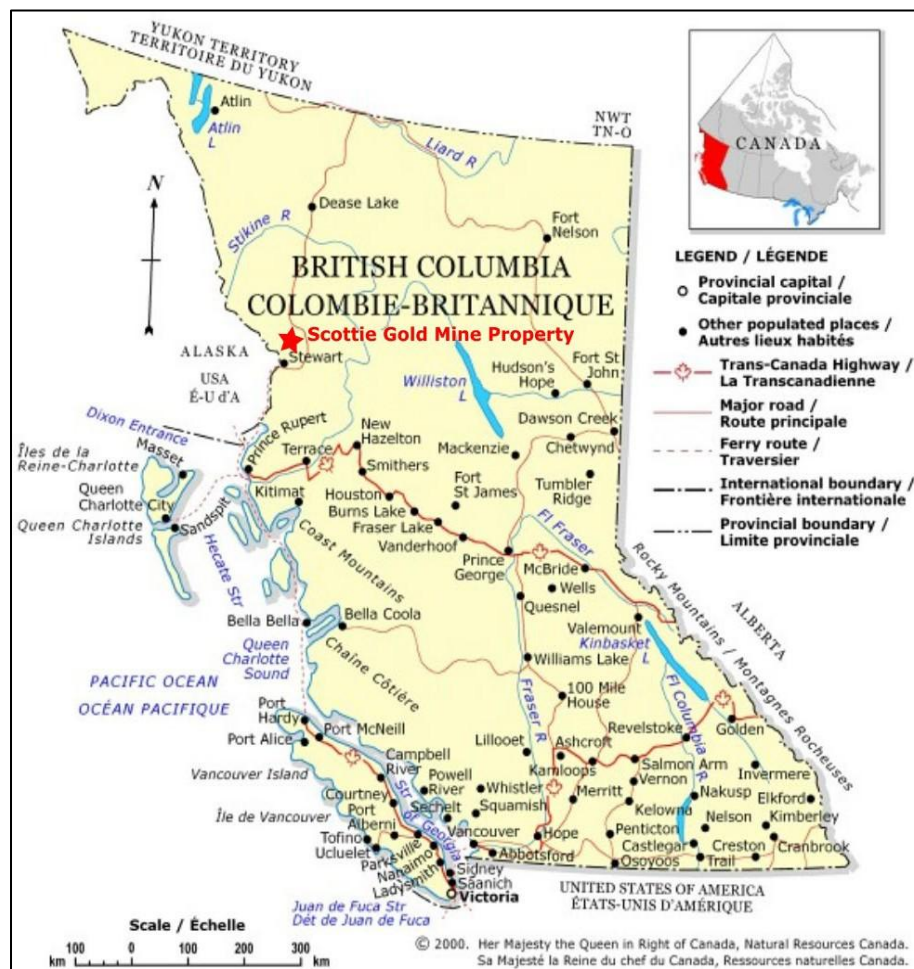 YUKON TERRITORY
TERRITOIRE DU YUKON
NWT
TN-O
Atlin
Atlin
L
Liard R
N
Dease Lake
Fort
Nelson
Stikine R
BRITISH COLUMBIA
COLOMBIE-BRITANNIQUE
Scottie Gold Mine Property
ALASKA
USA
É-U d'A
Stewart
Williston
L
Hudson's
Hope
Fort St
John
Dixon Entrance
Prince Rupert
Terrace
New
Hazelton
Dawson Creek
Mackenzie
Chetwynd
Îles de la
Reine-Charlotte
Masset
Smithers
Queen
Charlotte City
Sandspit
Kitimat
Houston
Fort
St James
Tumbler
Ridge
Queen Charlotte
Islands
Burns Lake
Fraser Lake
Vanderhoof
Hecate Str
Coast Mountains
Prince
George
Fl Fraser
McBride
Wells
Quesnel
Rocky Mountains / Montagnes Rocheuses
ALBERTA
Bella Bella
Bella Coola
Valemount
Kinbasket
L
Queen
Charlotte
Sound
Chaîne Côtière
Williams Lake
PACIFIC OCEAN
OCÉAN PACIFIQUE
Fraser R
100 Mile
House
Fl Columbia R
Port
Hardy
Port McNeill
Port Alice
Lillooet
Ashcroft
Revelstoke
Golden
Vancouver Island
Campbell
River
Powell
River
Kamloops
Salmon Arm
Vernon
Invermere
Courtney
Str of Georgia
Sechelt
Whistler
Squamish
Merritt
Kelowna
Nakusp
Elkford
Île de Vancouver
Port
Alberni
Nelson
Kimberley
Tofino
Ucluelet
Parksville
Nanaimo
Ladysmith
Vancouver
Hope
Penticton
Castlegar
Creston
Cranbrook
Abbotsford
Osoyoos
Trail
Sidney
Saanich
Victoria
UNITED STATES OF AMERICA
ÉTATS-UNIS D'AMÉRIQUE
Juan de Fuca Str
Dét de Juan de Fuca
Scale / Échelle
100 0 100 200 300
km km
CANADA
LEGEND / LÉGENDE
Provincial capital /
Capitale provinciale
Other populated places /
Autres lieux habités
Trans-Canada Highway /
La Transcanadienne
Major road /
Route principale
Ferry route /
Traversier
International boundary /
Frontière internationale
Provincial boundary /
Limite provinciale
© 2000. Her Majesty the Queen in Right of Canada, Natural Resources Canada.
Sa Majesté la Reine du chef du Canada, Ressources naturelles Canada.